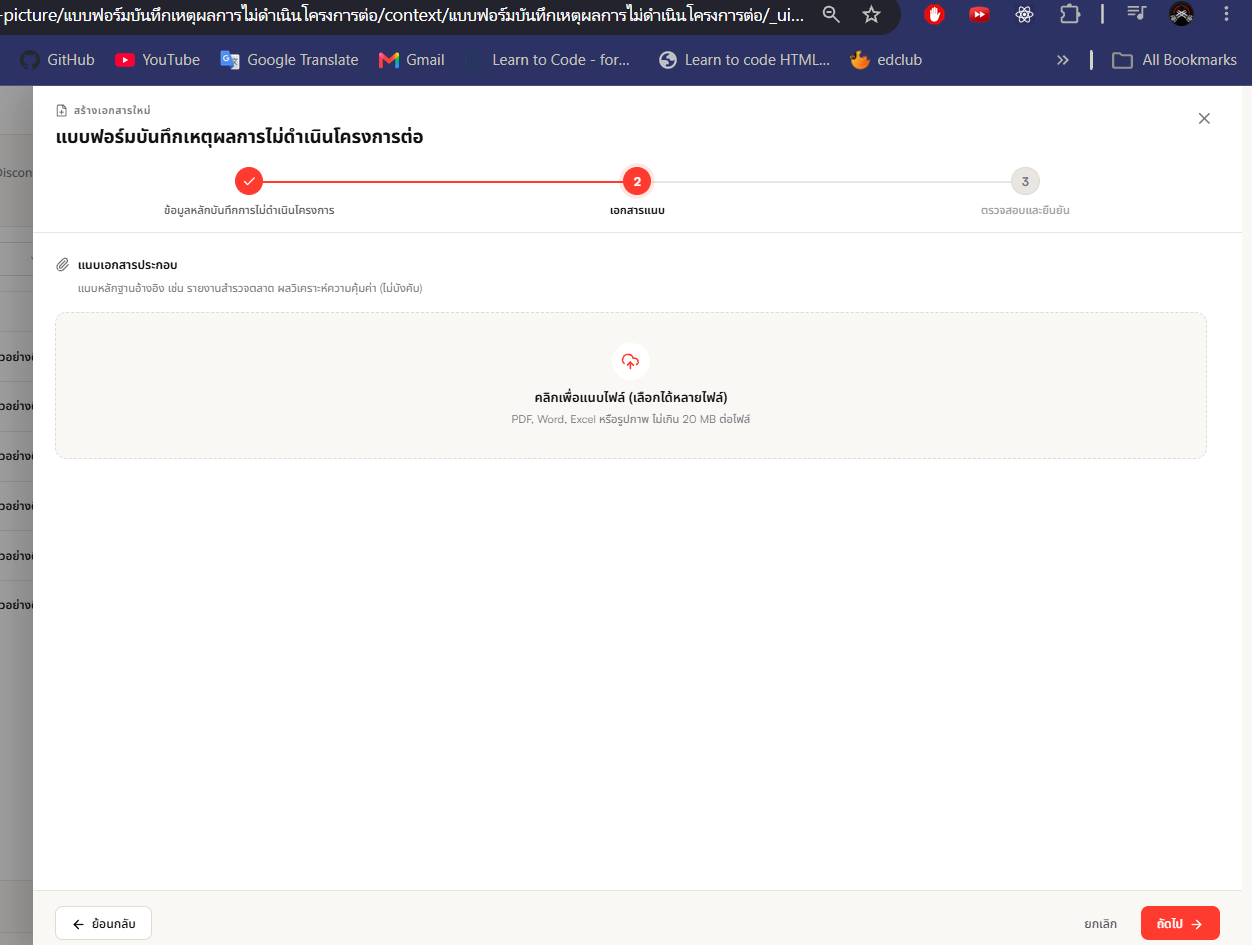 -picture/แบบฟอร์มบันทึกเหตุผลการไม่ดำเนินโครงการต่อ/context/แบบฟอร์มบันทึกเหตุผลการไม่ดำเนินโครงการต่อ/_ui...
GitHub YouTube Google Translate Gmail Learn to Code - for... Learn to code HTML... edclub All Bookmarks
สร้างเอกสารใหม่
แบบฟอร์มบันทึกเหตุผลการไม่ดำเนินโครงการต่อ
Discon
2
3
ข้อมูลหลักบันทึกการไม่ดำเนินโครงการ
เอกสารแนบ
ตรวจสอบและยืนยัน
แนบเอกสารประกอบ
แนบหลักฐานอ้างอิง เช่น รายงานสำรวจตลาด ผลวิเคราะห์ความคุ้มค่า (ไม่บังคับ)
คลิกเพื่อแนบไฟล์ (เลือกได้หลายไฟล์)
PDF, Word, Excel หรือรูปภาพ ไม่เกิน 20 MB ต่อไฟล์
ย้อนกลับ
ยกเลิก
ถัดไป